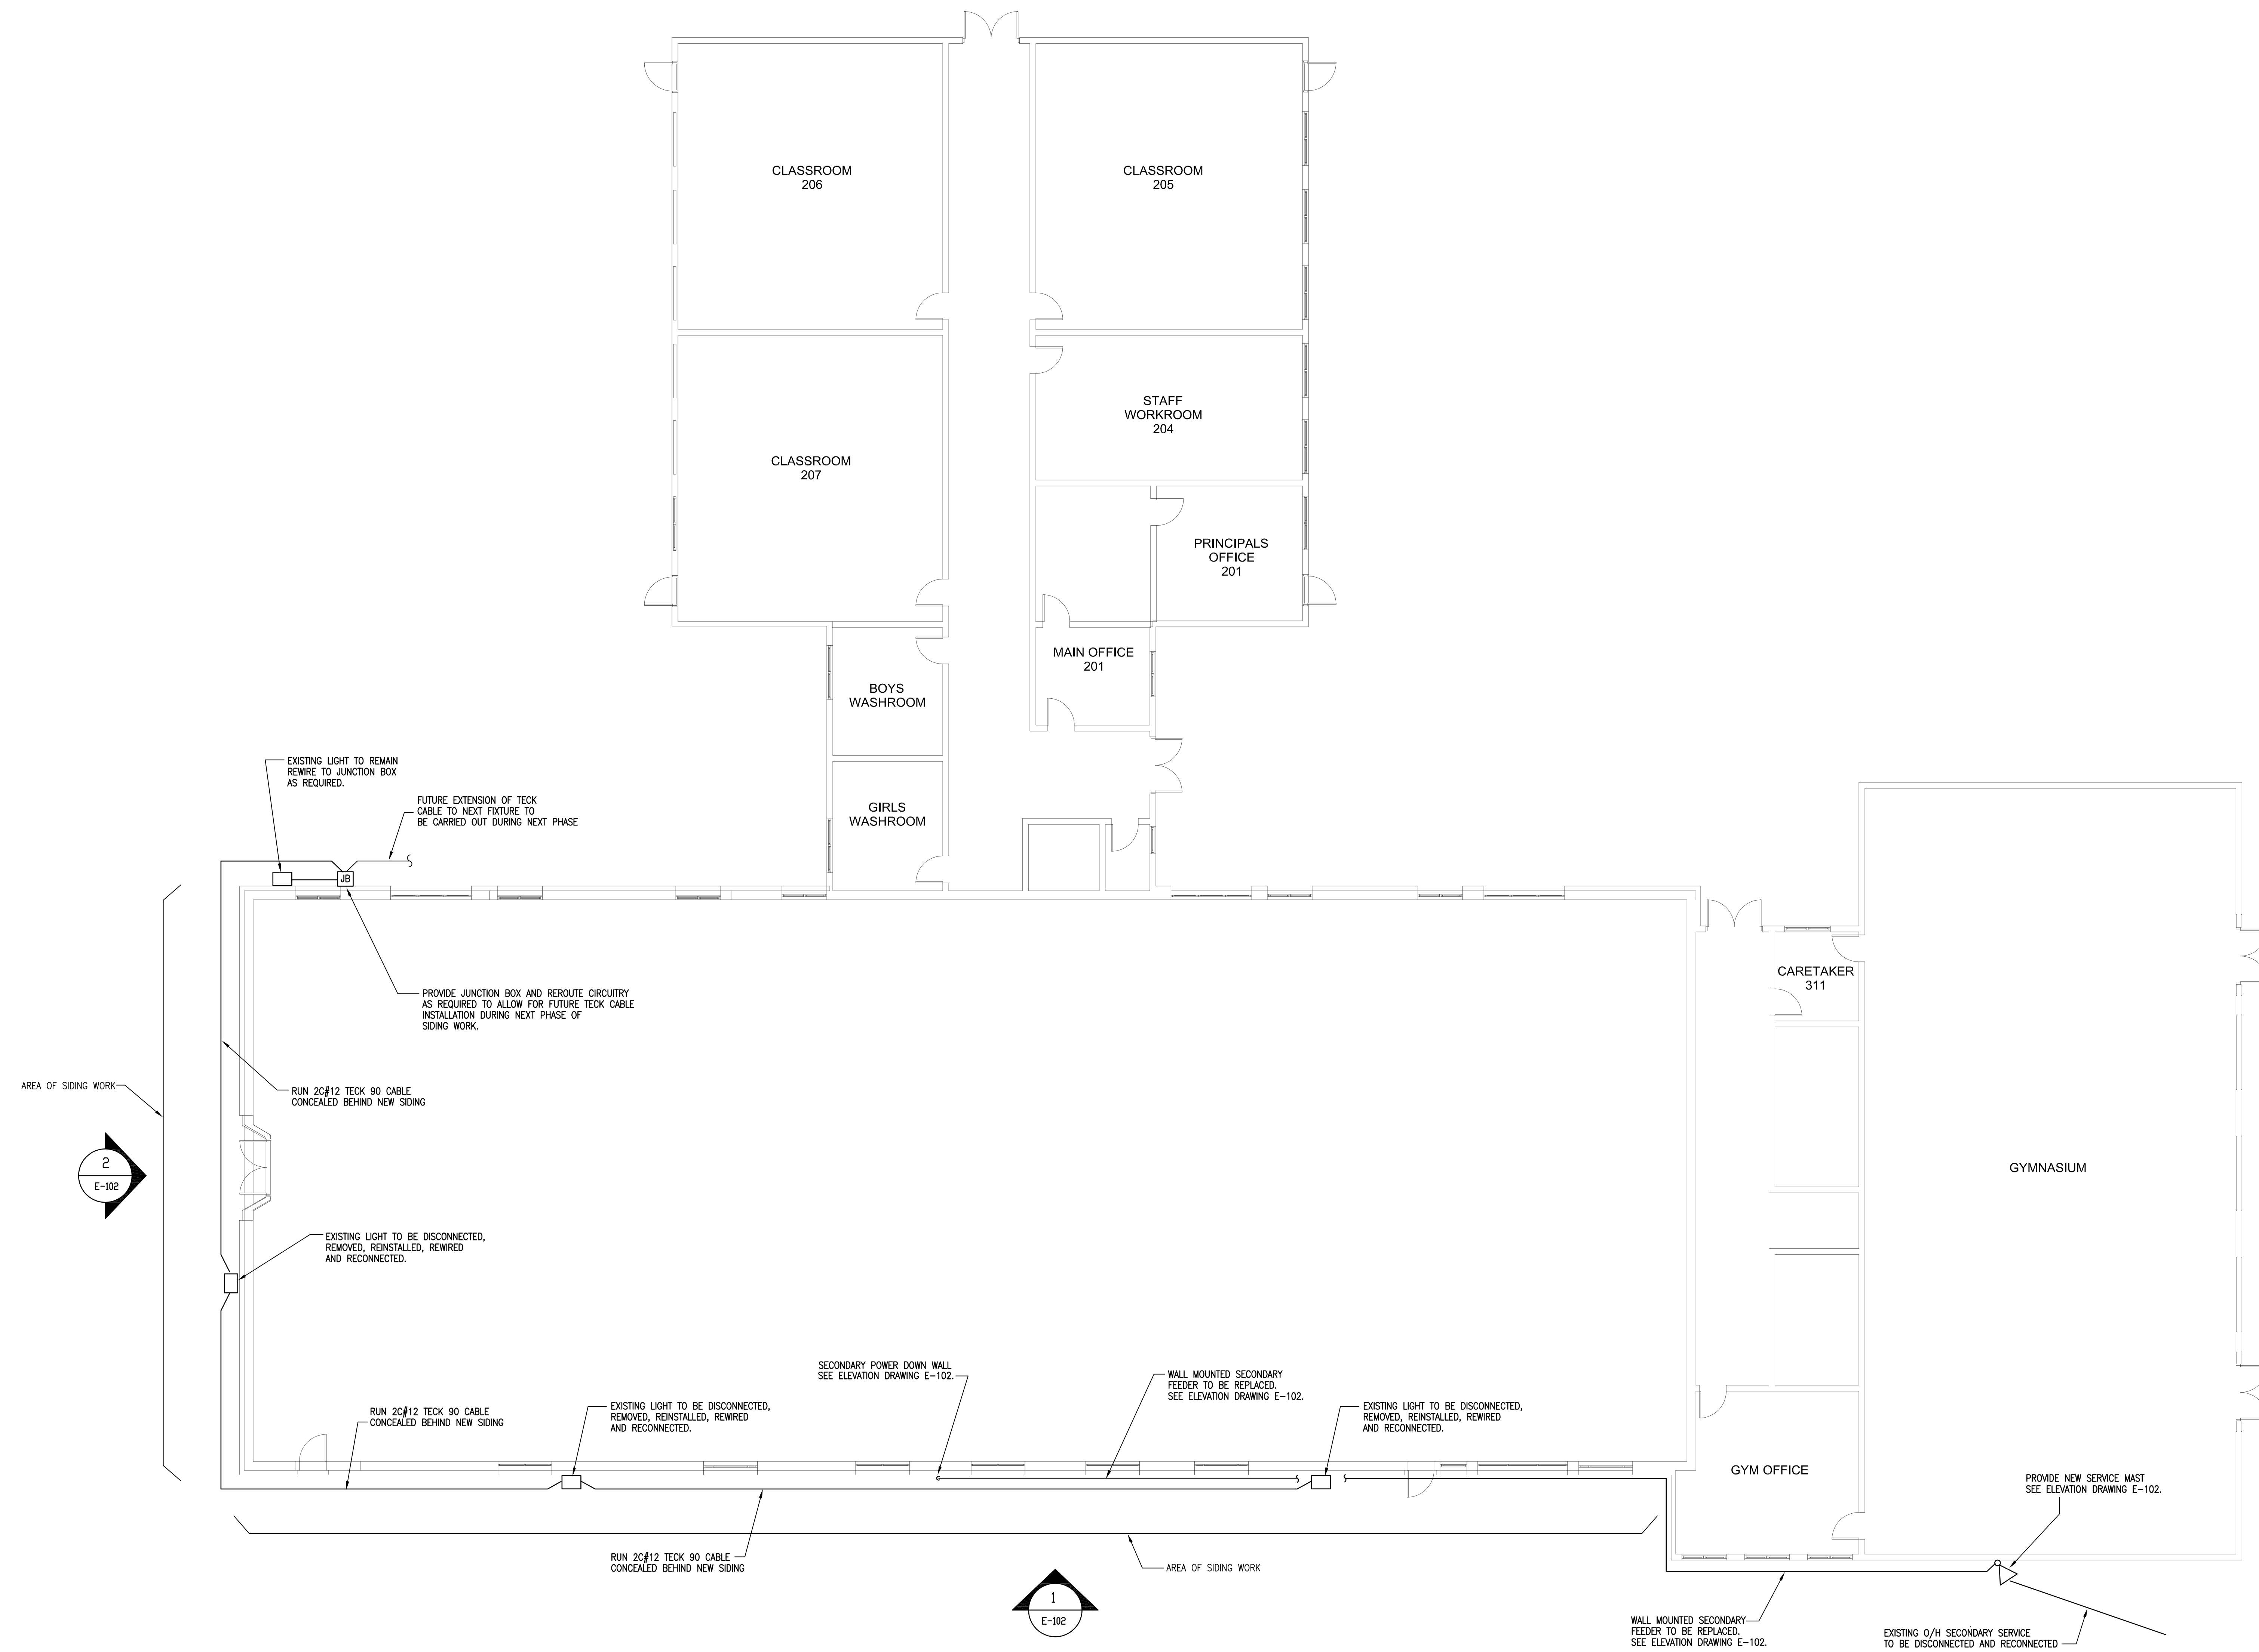 CLASSROOM
206
CLASSROOM
205
STAFF
WORKROOM
204
CLASSROOM
207
PRINCIPALS
OFFICE
201
MAIN OFFICE
201
BOYS
WASHROOM
GIRLS
WASHROOM
EXISTING LIGHT TO REMAIN
REWIRE TO JUNCTION BOX
AS REQUIRED.
FUTURE EXTENSION OF TECK
CABLE TO NEXT FIXTURE TO
BE CARRIED OUT DURING NEXT PHASE
JB
PROVIDE JUNCTION BOX AND REROUTE CIRCUITRY
AS REQUIRED TO ALLOW FOR FUTURE TECK CABLE
INSTALLATION DURING NEXT PHASE OF
SIDING WORK.
CARETAKER
311
AREA OF SIDING WORK
RUN 2C#12 TECK 90 CABLE
CONCEALED BEHIND NEW SIDING
2
E-102
GYMNASIUM
EXISTING LIGHT TO BE DISCONNECTED,
REMOVED, REINSTALLED, REWIRED
AND RECONNECTED.
SECONDARY POWER DOWN WALL
SEE ELEVATION DRAWING E-102.
WALL MOUNTED SECONDARY
FEEDER TO BE REPLACED.
SEE ELEVATION DRAWING E-102.
RUN 2C#12 TECK 90 CABLE
CONCEALED BEHIND NEW SIDING
EXISTING LIGHT TO BE DISCONNECTED,
REMOVED, REINSTALLED, REWIRED
AND RECONNECTED.
EXISTING LIGHT TO BE DISCONNECTED,
REMOVED, REINSTALLED, REWIRED
AND RECONNECTED.
GYM OFFICE
PROVIDE NEW SERVICE MAST
SEE ELEVATION DRAWING E-102.
RUN 2C#12 TECK 90 CABLE
CONCEALED BEHIND NEW SIDING
AREA OF SIDING WORK
1
E-102
WALL MOUNTED SECONDARY
FEEDER TO BE REPLACED.
SEE ELEVATION DRAWING E-102.
EXISTING O/H SECONDARY SERVICE
TO BE DISCONNECTED AND RECONNECTED